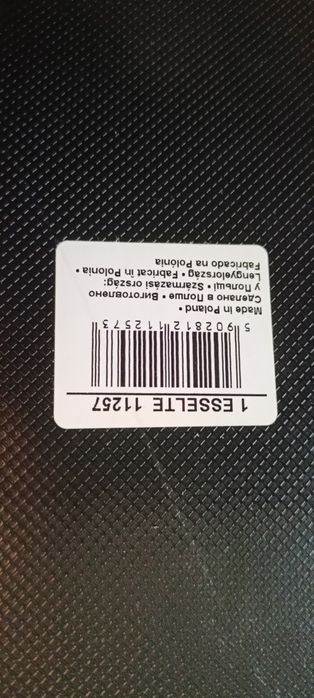 1 ESSELTE 11257
5 902812 112573
Made in Poland •
Сделано в Полше • Виготовлено
у Польщі • Származási ország:
Lengyelország • Fabricat in Polonia •
Fabricado na Polónia